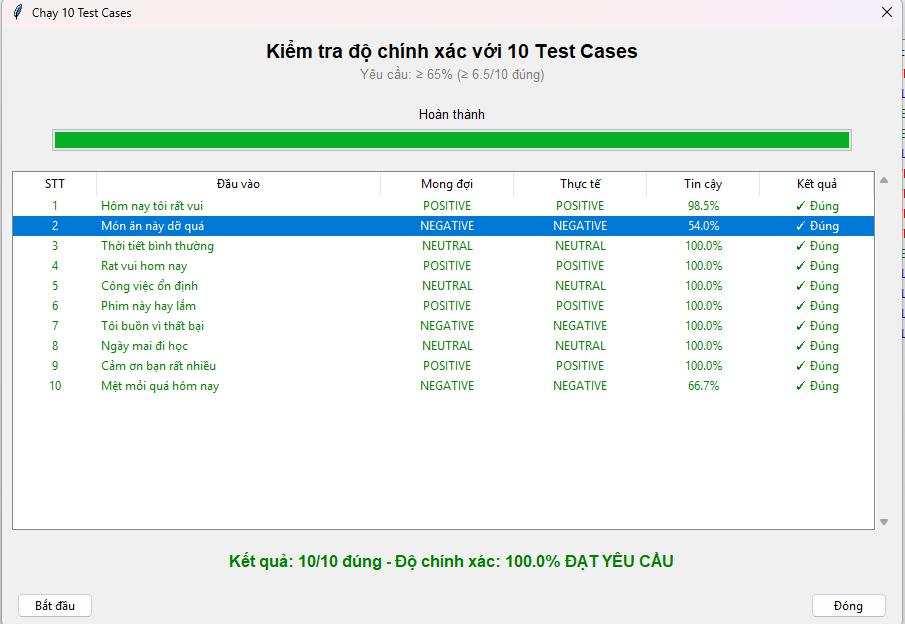 Chạy 10 Test Cases
Kiểm tra độ chính xác với 10 Test Cases
Yêu cầu: ≥ 65% (≥ 6.5/10 đúng)
Hoàn thành
STT Đầu vào Mong đợi Thực tế Tin cậy Kết quả
1 Hôm nay tôi rất vui POSITIVE POSITIVE 98.5% ✓ Đúng
2 Món ăn này dỡ quá NEGATIVE NEGATIVE 54.0% ✓ Đúng
3 Thời tiết bình thường NEUTRAL NEUTRAL 100.0% ✓ Đúng
4 Rat vui hom nay POSITIVE POSITIVE 100.0% ✓ Đúng
5 Công việc ổn định NEUTRAL NEUTRAL 100.0% ✓ Đúng
6 Phim này hay lắm POSITIVE POSITIVE 100.0% ✓ Đúng
7 Tôi buồn vì thất bại NEGATIVE NEGATIVE 100.0% ✓ Đúng
8 Ngày mai đi học NEUTRAL NEUTRAL 100.0% ✓ Đúng
9 Cảm ơn bạn rất nhiều POSITIVE POSITIVE 100.0% ✓ Đúng
10 Mệt mỏi quá hôm nay NEGATIVE NEGATIVE 66.7% ✓ Đúng
Kết quả: 10/10 đúng - Độ chính xác: 100.0% ĐẠT YÊU CẦU
Bắt đầu Đóng